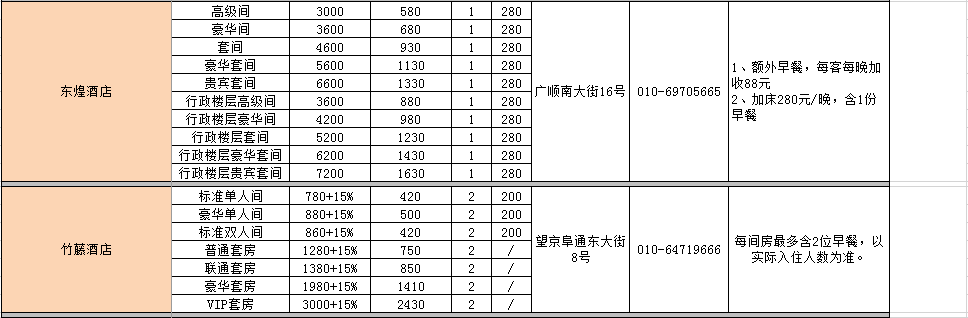 高级间 3000 580 1 280
豪华间 3600 680 1 280
套间 4600 930 1 280
豪华套间 5600 1130 1 280
贵宾套间 6600 1330 1 280
行政楼层高级间 3600 880 1 280
行政楼层豪华间 4200 980 1 280
行政楼层套间 5200 1230 1 280
行政楼层豪华套间 6200 1430 1 280
行政楼层贵宾套间 7200 1630 1 280
东煌酒店
广顺南大街16号
010-69705665
1、额外早餐，每客每晚加
收88元
2、加床280元/晚，含1份
早餐
标准单人间 780+15% 420 2 200
豪华单人间 880+15% 500 2 200
标准双人间 860+15% 420 2 200
普通套房 1280+15% 750 2 /
联通套房 1380+15% 850 2 /
豪华套房 1980+15% 1410 2 /
VIP套房 3000+15% 2430 2 /
竹藤酒店
望京阜通东大街
8号
010-64719666
每间房最多含2位早餐，以
实际入住人数为准。